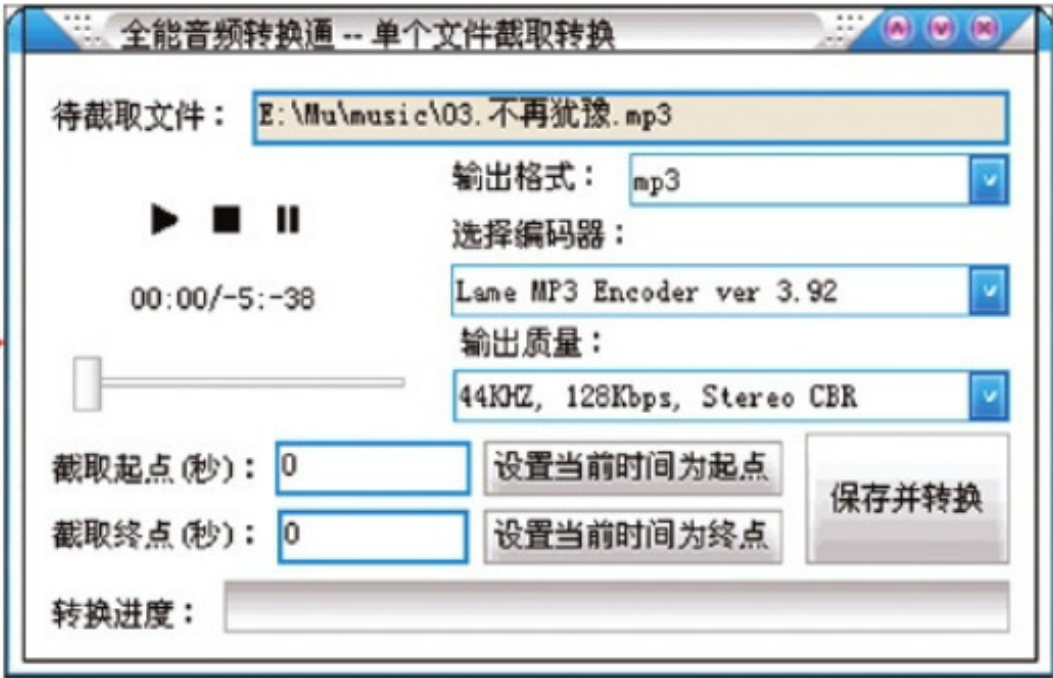 全能音频转换通 -- 单个文件截取转换
待截取文件： E:\Mu\music\03.不再犹豫.mp3
输出格式： mp3
选择编码器：
Lame MP3 Encoder ver 3.92
00:00/-5:-38
输出质量：
44KHZ, 128Kbps, Stereo CBR
截取起点(秒)： 0 设置当前时间为起点
保存并转换
截取终点(秒)： 0 设置当前时间为终点
转换进度：